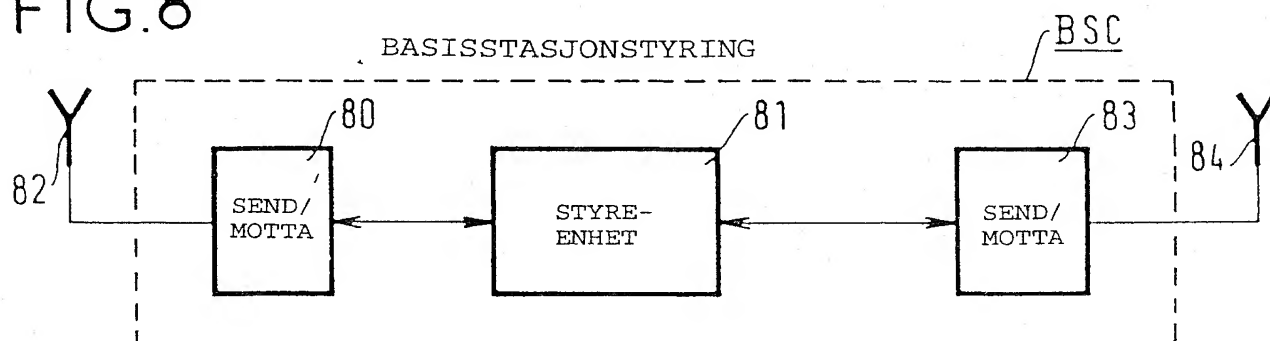 FIG.8
BASISSTASJONSTYRING
BSC
80
81
83
82
84
SEND/
MOTTA
STYRE-
ENHET
SEND/
MOTTA